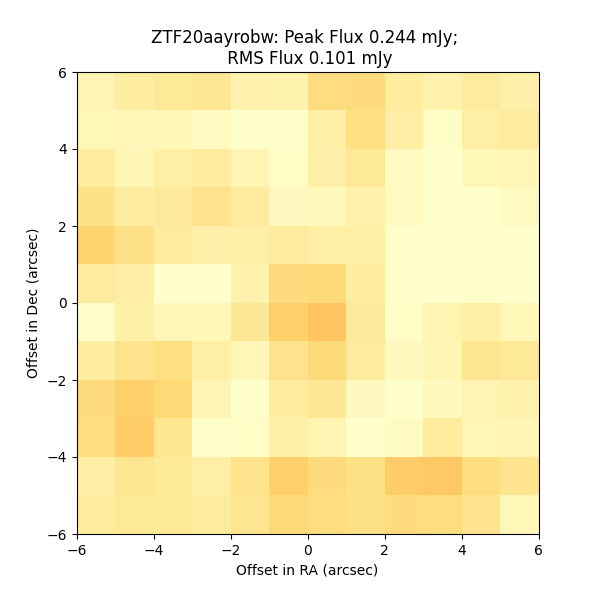 ZTF20aayrobw: Peak Flux 0.244 mJy;
RMS Flux 0.101 mJy
6
4
2
0
−2
−4
−6
Offset in Dec (arcsec)
−6 −4 −2 0 2 4 6
Offset in RA (arcsec)